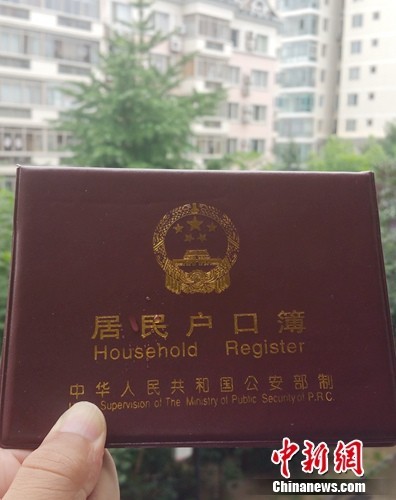 居民户口簿
Household Register
中华人民共和国公安部制
Supervision of The Ministry of Public Security of P.R.C.
中新网
Chinanews.com